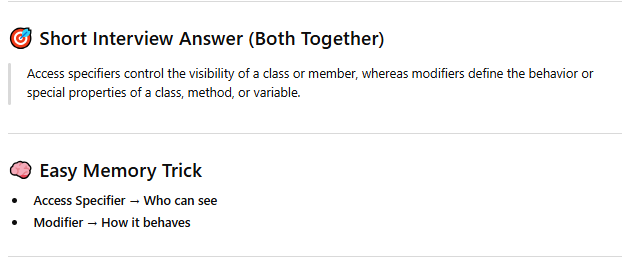 🎯 Short Interview Answer (Both Together)
Access specifiers control the visibility of a class or member, whereas modifiers define the behavior or
special properties of a class, method, or variable.
🧠 Easy Memory Trick
• Access Specifier → Who can see
• Modifier → How it behaves